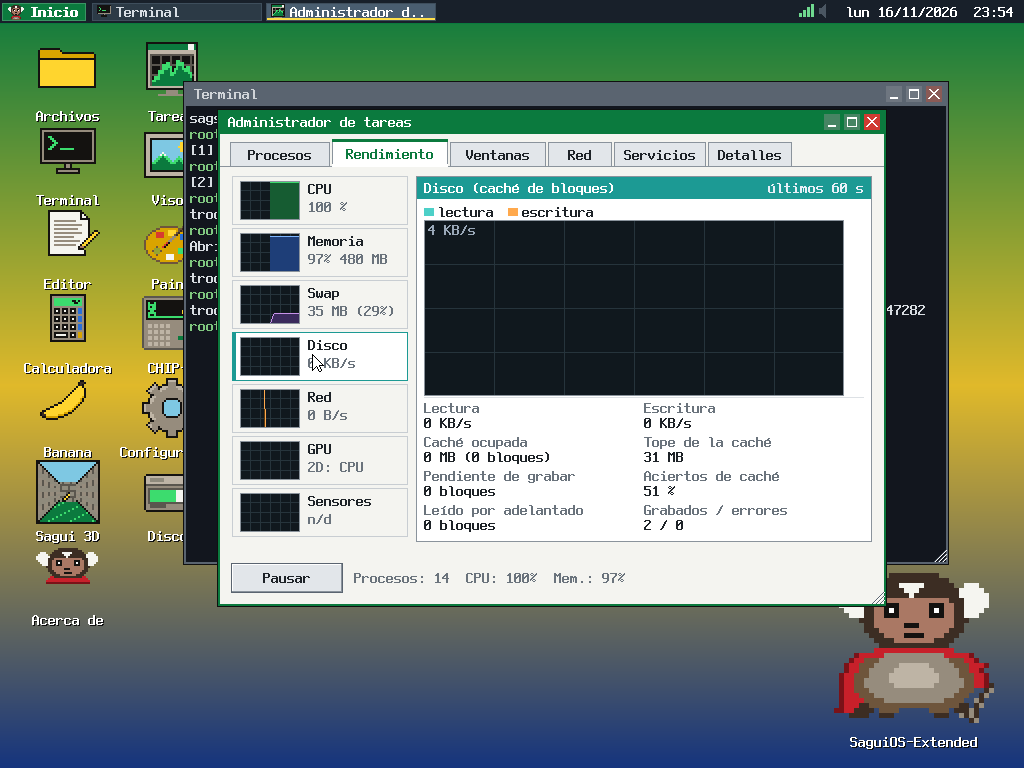 Inicio
Terminal
Administrador d..
lun 16/11/2026 23:54
Archivos
Terminal
Editor
Calculadora
Banana
Sagui 3D
Acerca de
Terminal
47282
Administrador de tareas
Procesos
Rendimiento
Ventanas
Red
Servicios
Detalles
CPU
100 %
Memoria
97% 480 MB
Swap
35 MB (29%)
Disco
0 KB/s
Red
0 B/s
GPU
2D: CPU
Sensores
n/d
Disco (caché de bloques)
últimos 60 s
lectura
escritura
4 KB/s
Lectura
0 KB/s
Escritura
0 KB/s
Caché ocupada
0 MB (0 bloques)
Tope de la caché
31 MB
Pendiente de grabar
0 bloques
Aciertos de caché
51 %
Leído por adelantado
0 bloques
Grabados / errores
2 / 0
Pausar
Procesos: 14 CPU: 100% Mem.: 97%
SaguiOS-Extended